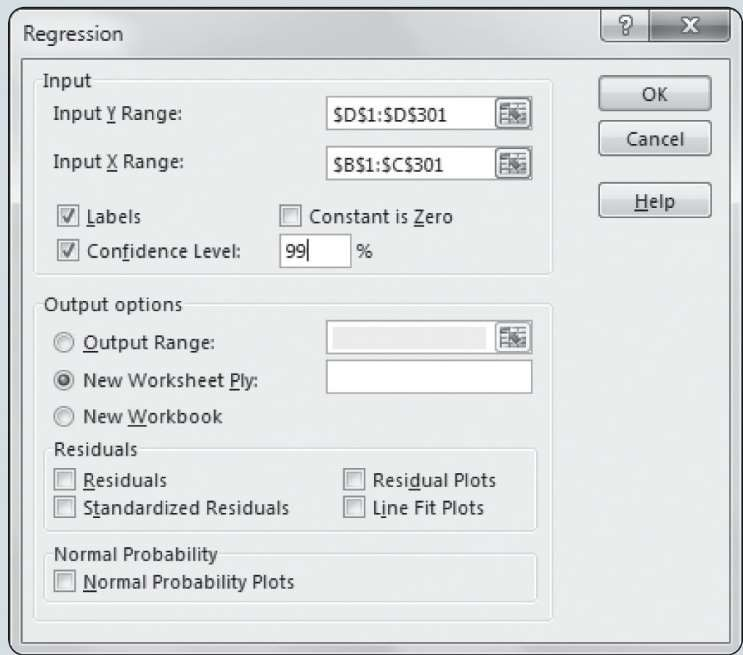 Regression
?
X
Input
Input Y Range:
$D$1:$D$301
Input X Range:
$B$1:$C$301
Labels
Constant is Zero
Confidence Level:
99
%
OK
Cancel
Help
Output options
Output Range:
New Worksheet Ply:
New Workbook
Residuals
Residuals
Residual Plots
Standardized Residuals
Line Fit Plots
Normal Probability
Normal Probability Plots